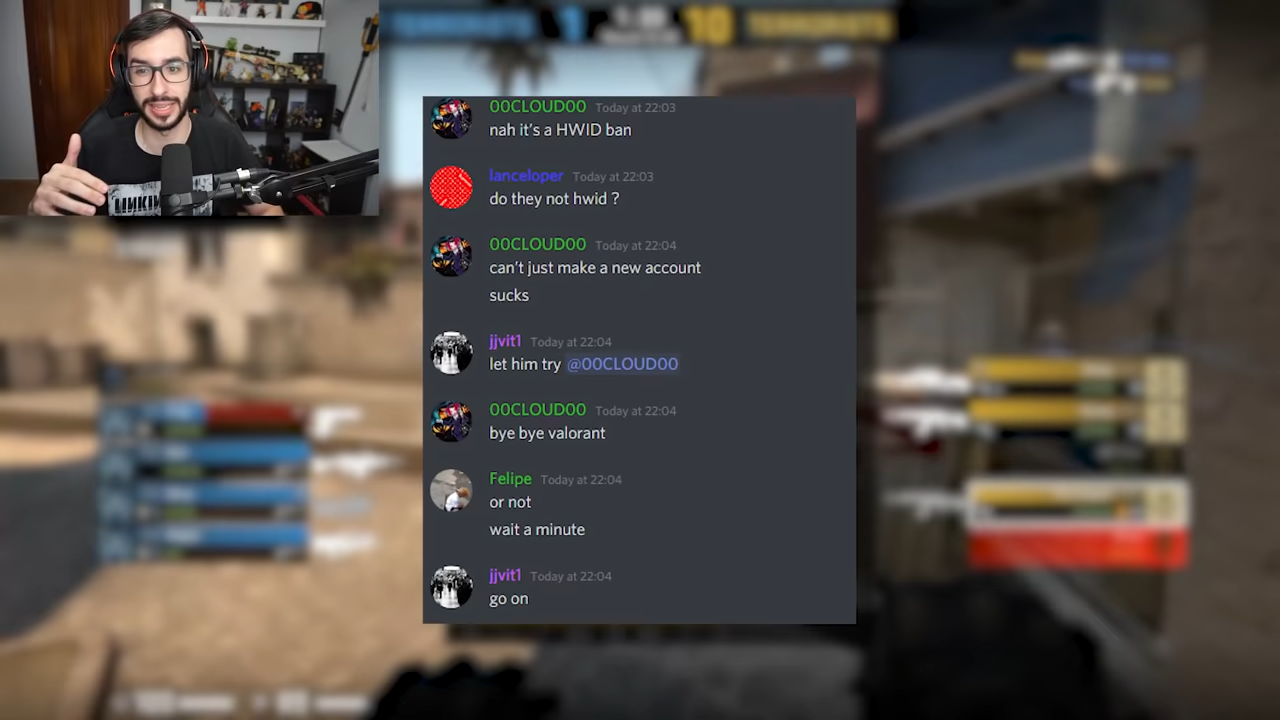 00CLOUD00 Today at 22:03
nah it's a HWID ban
lanceloper Today at 22:03
do they not hwid ?
00CLOUD00 Today at 22:04
can't just make a new account
sucks
jjvit1 Today at 22:04
let him try @00CLOUD00
00CLOUD00 Today at 22:04
bye bye valorant
Felipe Today at 22:04
or not
wait a minute
jjvit1 Today at 22:04
go on